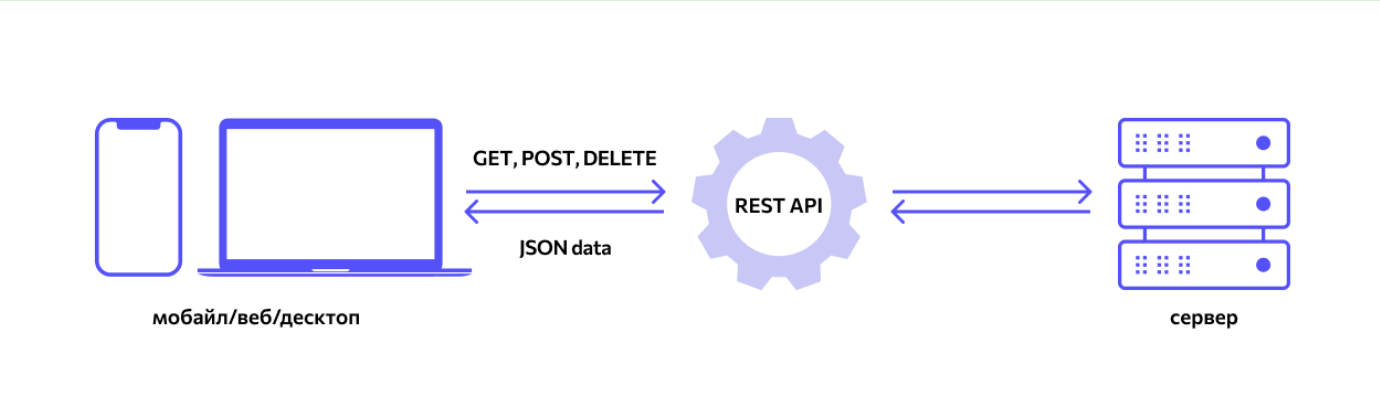 GET, POST, DELETE
REST API
JSON data
мобайл/веб/десктоп
сервер